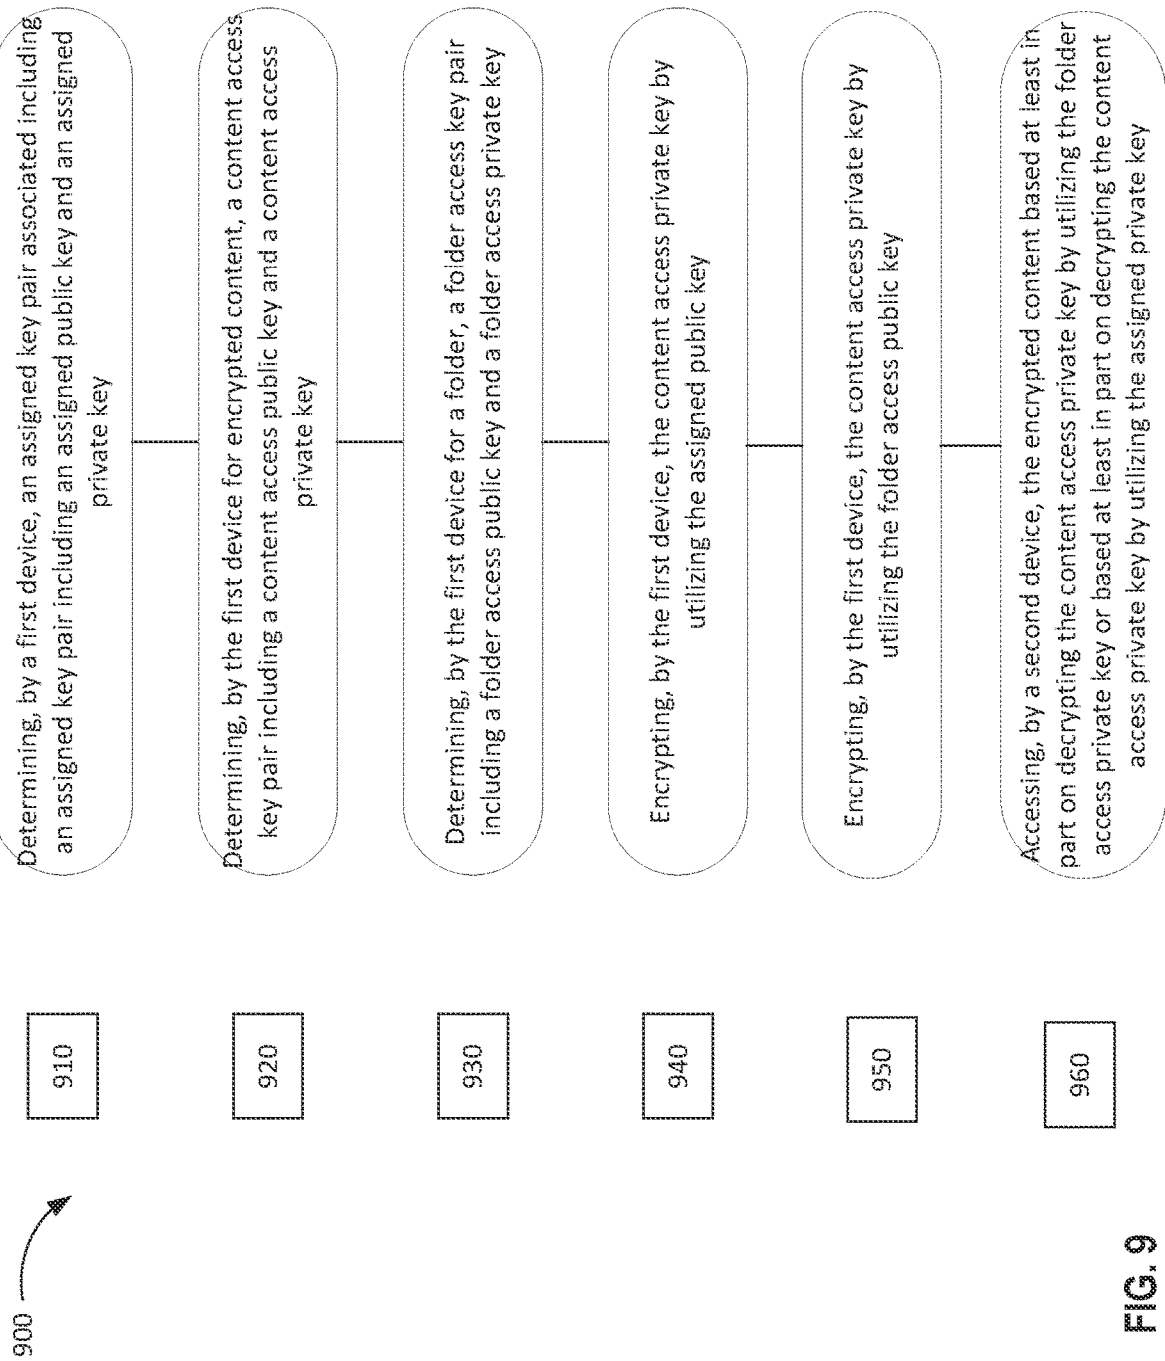 900
910
Determining, by a first device, an assigned key pair associated including
an assigned key pair including an assigned public key and an assigned
private key
920
Determining, by the first device for encrypted content, a content access
key pair including a content access public key and a content access
private key
930
Determining, by the first device for a folder, a folder access key pair
including a folder access public key and a folder access private key
940
Encrypting, by the first device, the content access private key by
utilizing the assigned public key
950
Encrypting, by the first device, the content access private key by
utilizing the folder access public key
960
Accessing, by a second device, the encrypted content based at least in
part on decrypting the content access private key by utilizing the folder
access private key or based at least in part on decrypting the content
access private key by utilizing the assigned private key
FIG. 9